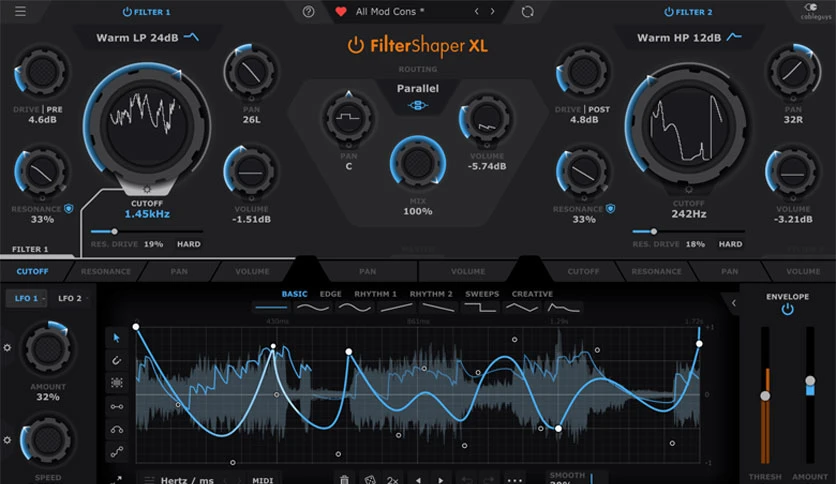 FILTER 1
All Mod Cons *
FILTER 2
cableguys
Warm LP 24dB
FilterShaper XL
Warm HP 12dB
ROUTING
Parallel
DRIVE | PRE
4.6dB
PAN
26L
DRIVE | POST
4.8dB
PAN
32R
PAN
C
VOLUME
-5.74dB
MIX
100%
RESONANCE
33%
CUTOFF
1.45kHz
VOLUME
-1.51dB
RESONANCE
33%
CUTOFF
242Hz
VOLUME
-3.21dB
RES. DRIVE 19% HARD
RES. DRIVE 18% HARD
FILTER 1
CUTOFF RESONANCE PAN VOLUME PAN VOLUME CUTOFF RESONANCE PAN VOLUME
LFO 1 LFO 2
BASIC EDGE RHYTHM 1 RHYTHM 2 SWEEPS CREATIVE
ENVELOPE
0 430ms 861ms 1.29s 1.72s
+1
0
-1
AMOUNT
32%
SPEED
Hertz / ms MIDI 2x SMOOTH
THRESH AMOUNT